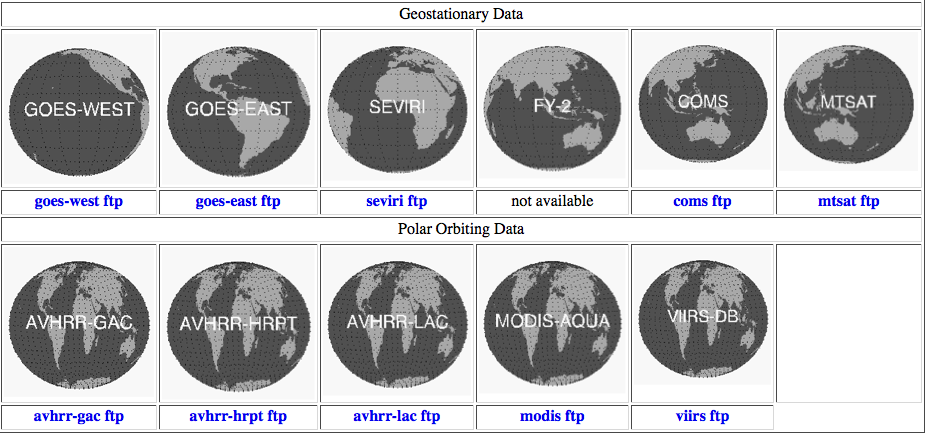 Geostationary Data
GOES-WEST GOES-EAST SEVIRI FY-2 COMS MTSAT
goes-west ftp goes-east ftp seviri ftp not available coms ftp mtsat ftp
Polar Orbiting Data
AVHRR-GAC AVHRR-HRPT AVHRR-LAC MODIS-AQUA VIIRS-DB
avhrr-gac ftp avhrr-hrpt ftp avhrr-lac ftp modis ftp viirs ftp